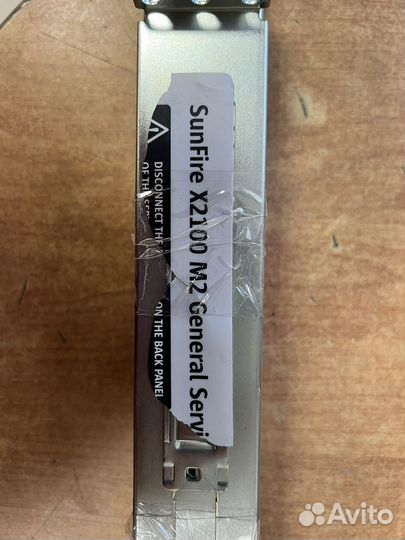 SunFire X2100 M2 General Servi
DISCONNECT THE
OF THE
ON THE BACK PANEL
Avito